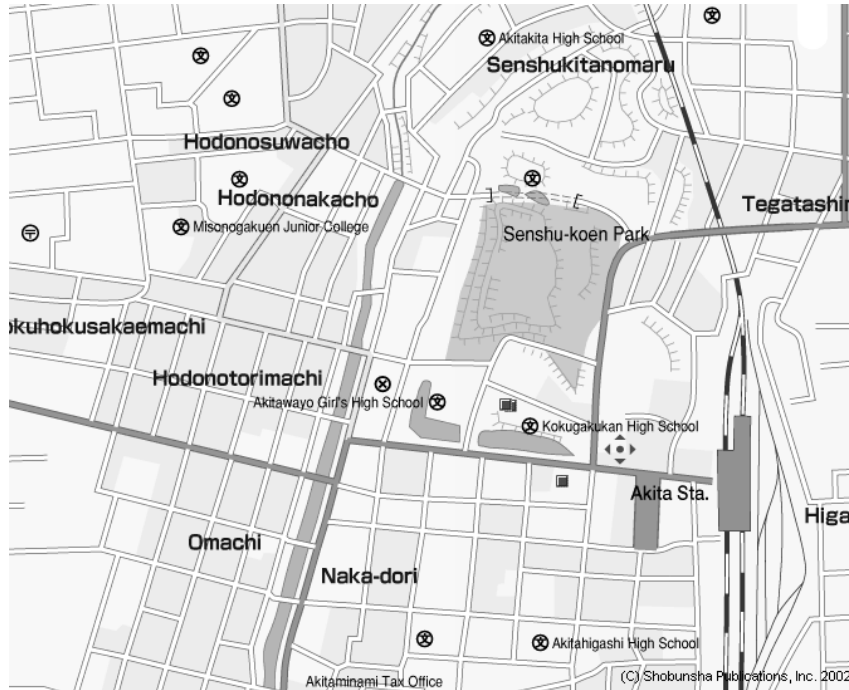 Akitakita High School
Senshukitanomaru
Hodonosuwacho
Hodononakacho
Tegatashin
Misonogakuen Junior College
Senshu-koen Park
okuhokusakaemachi
Hodonotorimachi
Akitawayo Girl's High School
Kokugakukan High School
Akita Sta.
Higa
Omachi
Naka-dori
Akitahigashi High School
Akitaminami Tax Office
(C) Shobunsha Publications, Inc. 2002